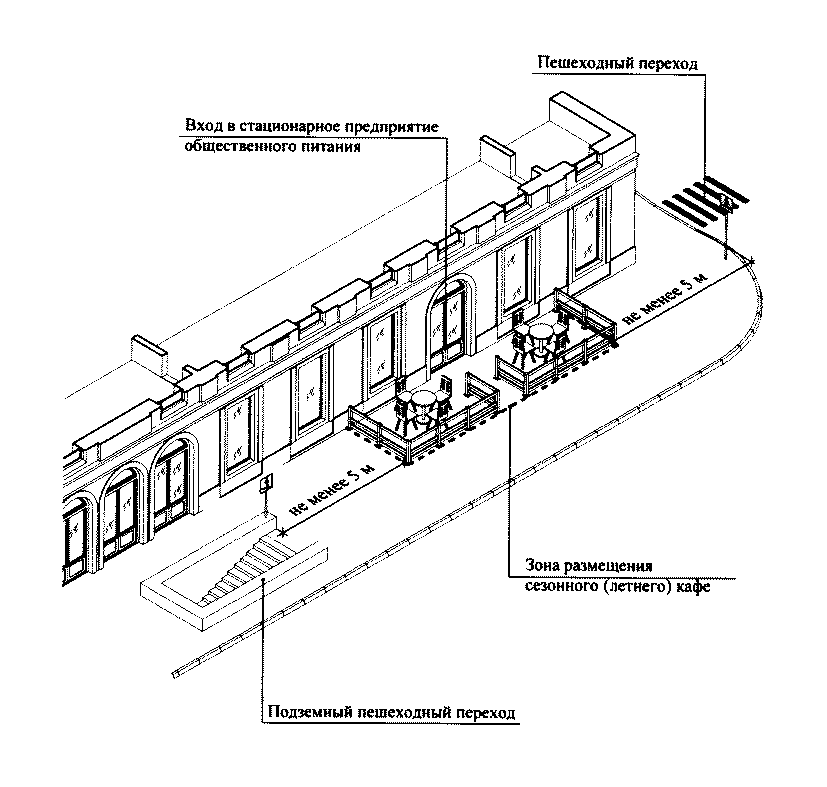 Пешеходный переход
Вход в стационарное предприятие
общественного питания
не менее 5 м
не менее 5 м
Зона размещения
сезонного (летнего) кафе
Подземный пешеходный переход